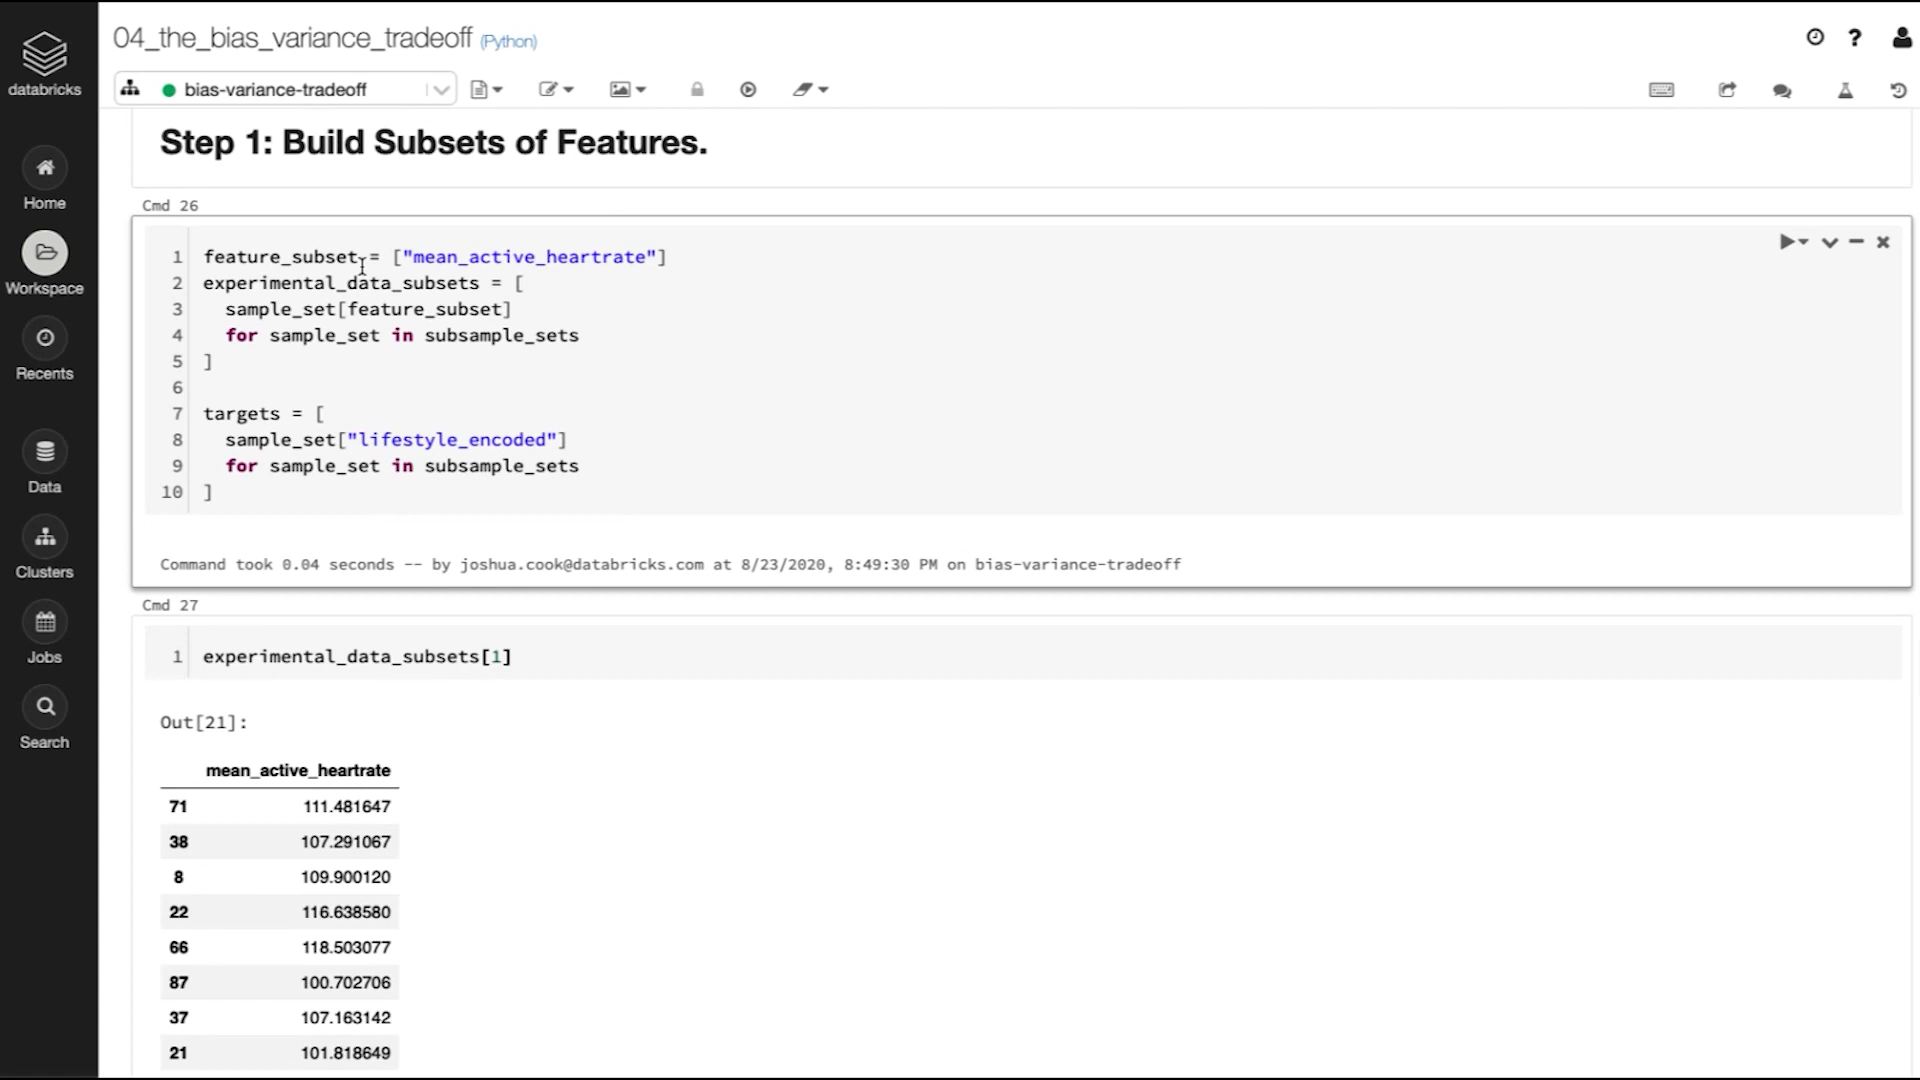 databricks
Home
Workspace
Recents
Data
Clusters
Jobs
Search
04_the_bias_variance_tradeoff (Python)
bias-variance-tradeoff
Step 1: Build Subsets of Features.
Cmd 26
1 feature_subset = ["mean_active_heartrate"]
2 experimental_data_subsets = [
3 sample_set[feature_subset]
4 for sample_set in subsample_sets
5 ]
6
7 targets = [
8 sample_set["lifestyle_encoded"]
9 for sample_set in subsample_sets
10 ]
Command took 0.04 seconds -- by joshua.cook@databricks.com at 8/23/2020, 8:49:30 PM on bias-variance-tradeoff
Cmd 27
1 experimental_data_subsets[1]
Out[21]:
mean_active_heartrate
71 111.481647
38 107.291067
8 109.900120
22 116.638580
66 118.503077
87 100.702706
37 107.163142
21 101.818649